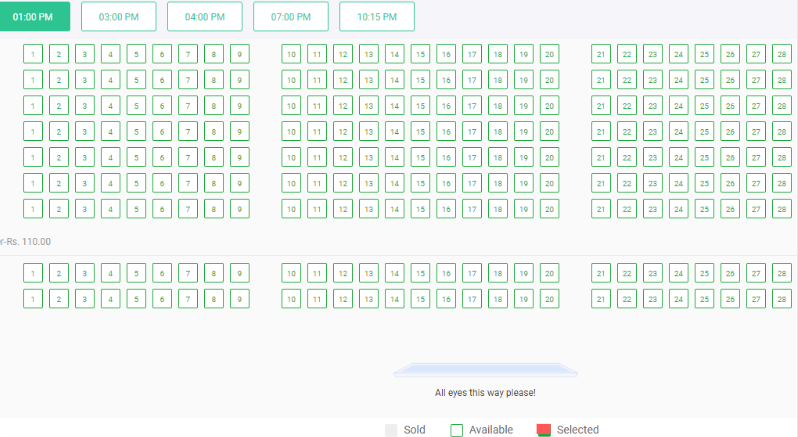 01:00 PM 03:00 PM 04:00 PM 07:00 PM 10:15 PM
1 2 3 4 5 6 7 8 9 10 11 12 13 14 15 16 17 18 19 20 21 22 23 24 25 26 27 28
1 2 3 4 5 6 7 8 9 10 11 12 13 14 15 16 17 18 19 20 21 22 23 24 25 26 27 28
1 2 3 4 5 6 7 8 9 10 11 12 13 14 15 16 17 18 19 20 21 22 23 24 25 26 27 28
1 2 3 4 5 6 7 8 9 10 11 12 13 14 15 16 17 18 19 20 21 22 23 24 25 26 27 28
1 2 3 4 5 6 7 8 9 10 11 12 13 14 15 16 17 18 19 20 21 22 23 24 25 26 27 28
1 2 3 4 5 6 7 8 9 10 11 12 13 14 15 16 17 18 19 20 21 22 23 24 25 26 27 28
1 2 3 4 5 6 7 8 9 10 11 12 13 14 15 16 17 18 19 20 21 22 23 24 25 26 27 28
r-Rs. 110.00
1 2 3 4 5 6 7 8 9 10 11 12 13 14 15 16 17 18 19 20 21 22 23 24 25 26 27 28
1 2 3 4 5 6 7 8 9 10 11 12 13 14 15 16 17 18 19 20 21 22 23 24 25 26 27 28
All eyes this way please!
Sold Available Selected